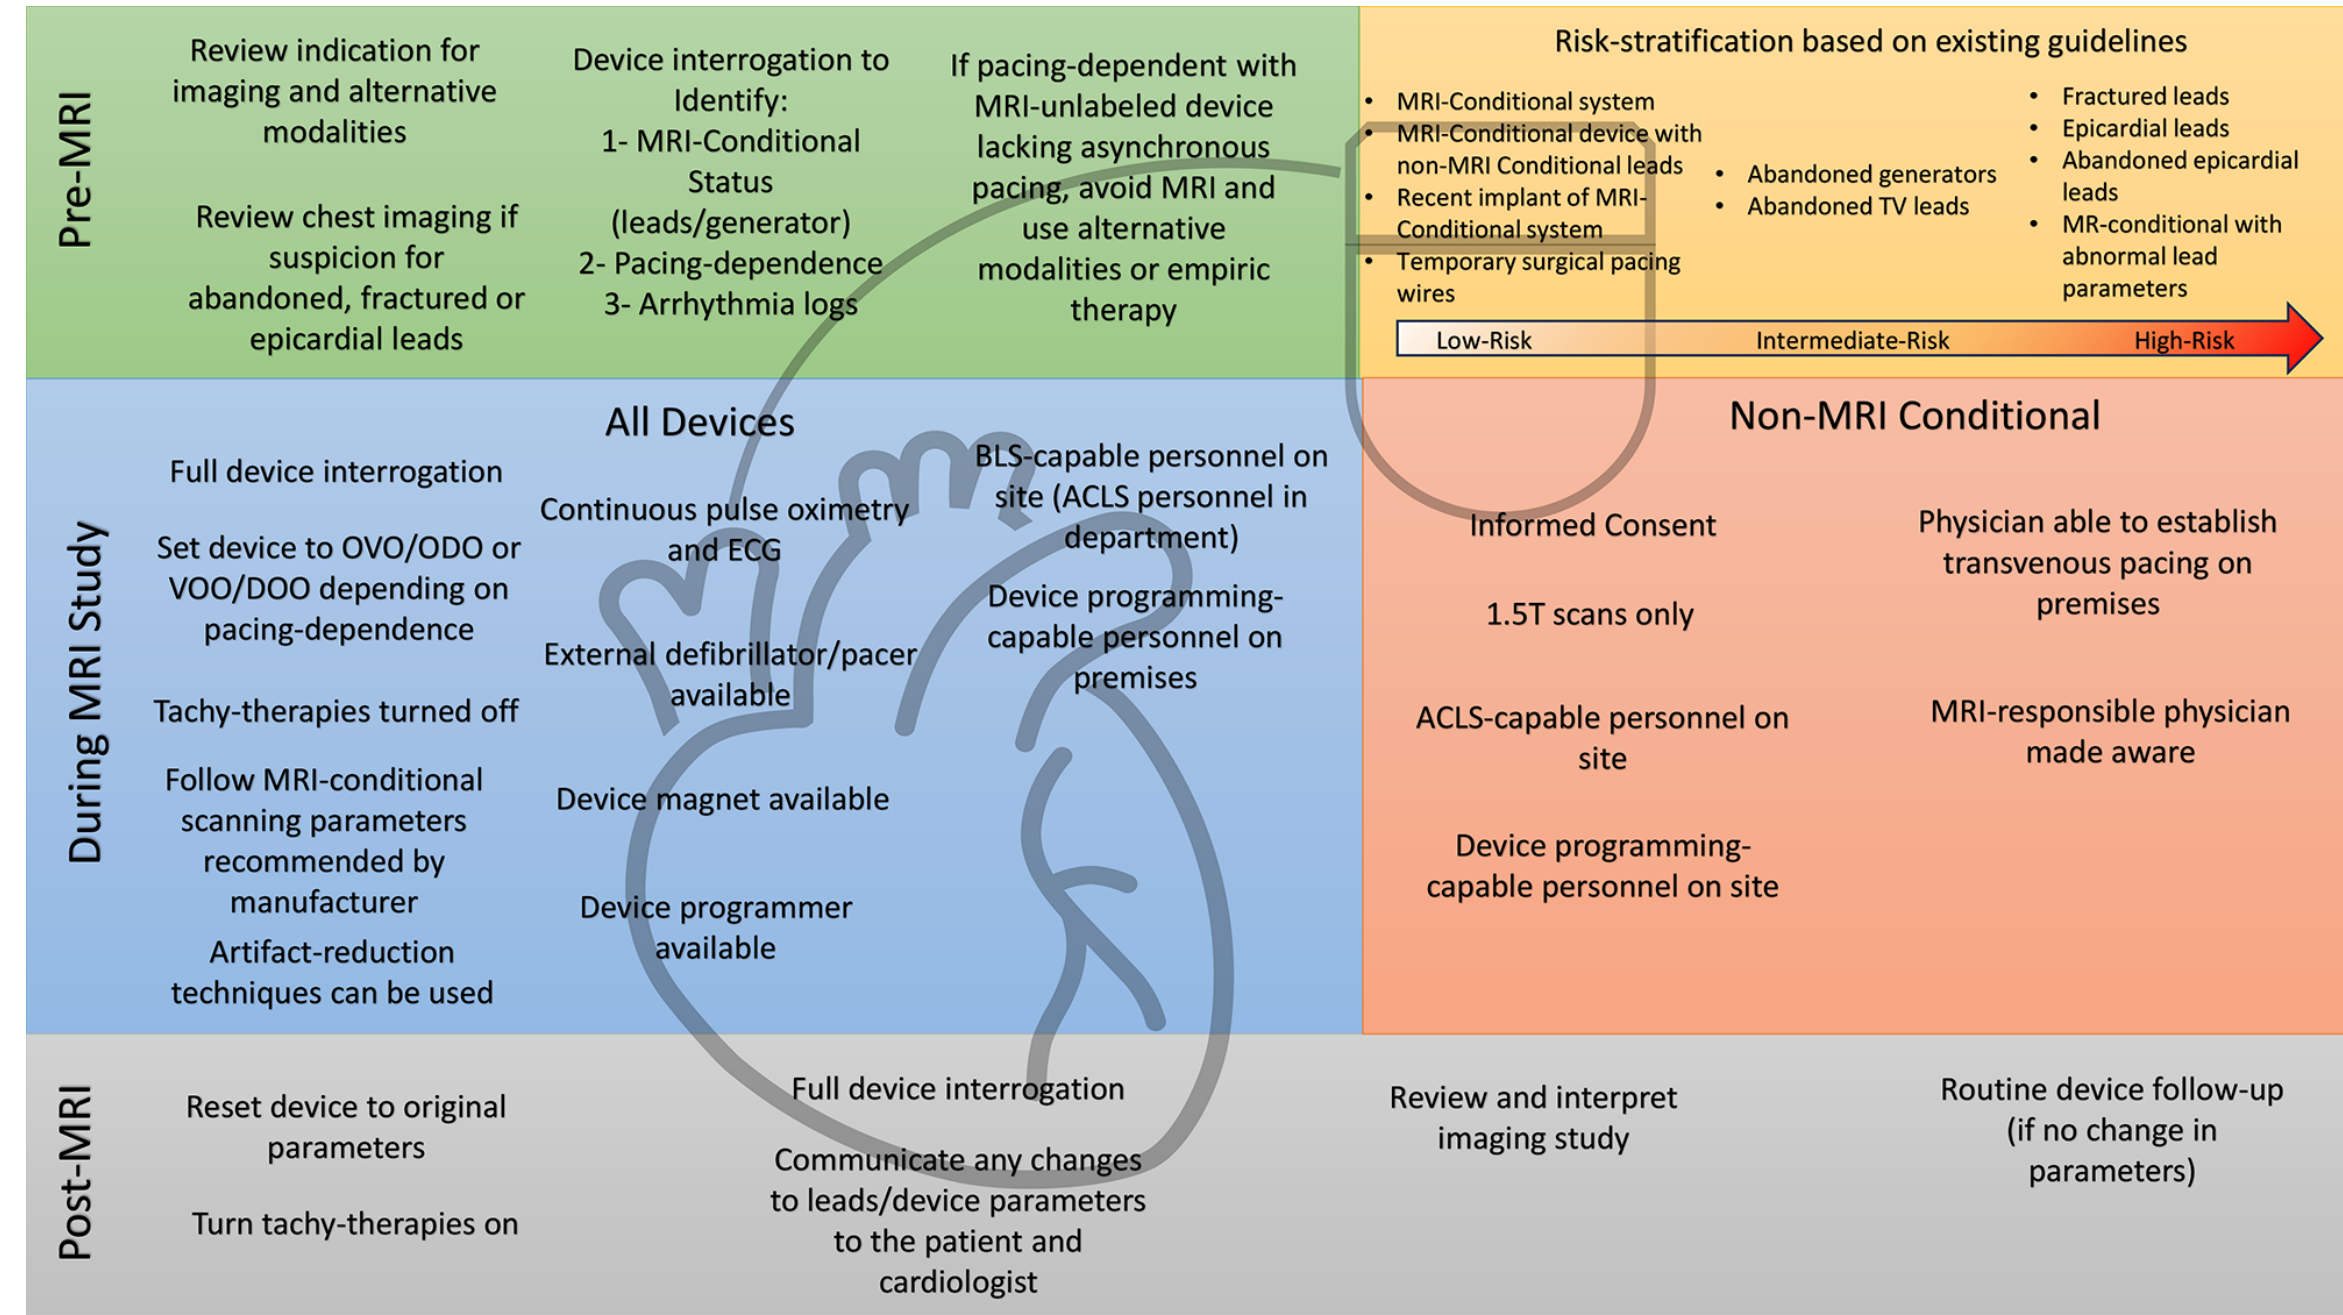 Pre-MRI
Review indication for
imaging and alternative
modalities
Review chest imaging if
suspicion for
abandoned, fractured or
epicardial leads
Device interrogation to
Identify:
1- MRI-Conditional
Status
(leads/generator)
2- Pacing-dependence
3- Arrhythmia logs
If pacing-dependent with
MRI-unlabeled device
lacking asynchronous
pacing, avoid MRI and
use alternative
modalities or empiric
therapy
Risk-stratification based on existing guidelines
• MRI-Conditional system
• MRI-Conditional device with
non-MRI Conditional leads
• Recent implant of MRI-
Conditional system
• Temporary surgical pacing
wires
• Abandoned generators
• Abandoned TV leads
• Fractured leads
• Epicardial leads
• Abandoned epicardial
leads
• MR-conditional with
abnormal lead
parameters
Low-Risk
Intermediate-Risk
High-Risk
During MRI Study
All Devices
Full device interrogation
Set device to OVO/ODO or
VOO/DOO depending on
pacing-dependence
Tachy-therapies turned off
Follow MRI-conditional
scanning parameters
recommended by
manufacturer
Artifact-reduction
techniques can be used
Continuous pulse oximetry
and ECG
External defibrillator/pacer
available
Device magnet available
Device programmer
available
BLS-capable personnel on
site (ACLS personnel in
department)
Device programming-
capable personnel on
premises
Non-MRI Conditional
Informed Consent
1.5T scans only
ACLS-capable personnel on
site
Device programming-
capable personnel on site
Physician able to establish
transvenous pacing on
premises
MRI-responsible physician
made aware
Post-MRI
Reset device to original
parameters
Turn tachy-therapies on
Full device interrogation
Communicate any changes
to leads/device parameters
to the patient and
cardiologist
Review and interpret
imaging study
Routine device follow-up
(if no change in
parameters)